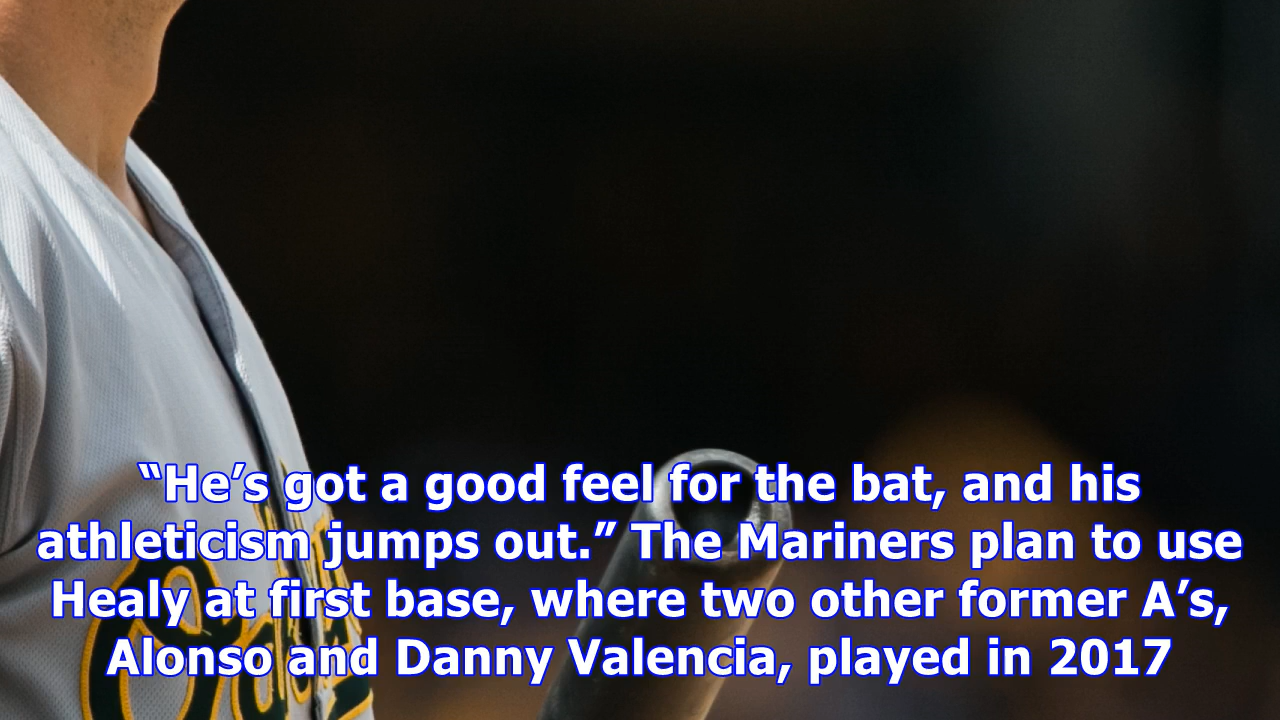 “He’s got a good feel for the bat, and his
athleticism jumps out.” The Mariners plan to use
Healy at first base, where two other former A’s,
Alonso and Danny Valencia, played in 2017